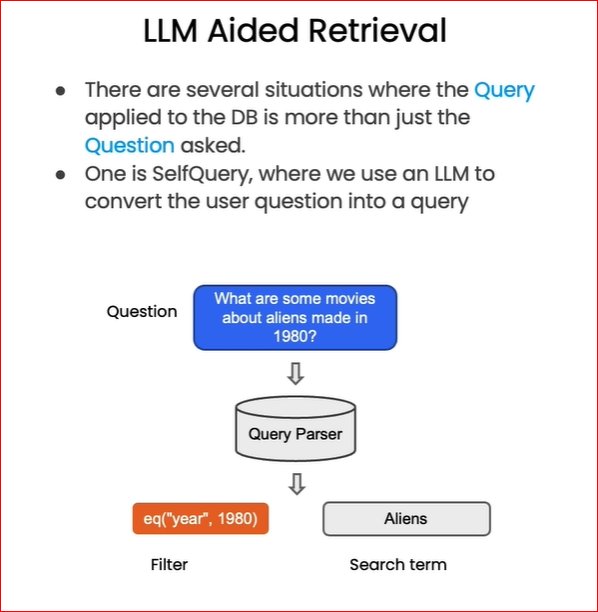 LLM Aided Retrieval
● There are several situations where the Query
applied to the DB is more than just the
Question asked.
● One is SelfQuery, where we use an LLM to
convert the user question into a query
Question
What are some movies
about aliens made in
1980?
Query Parser
eq("year", 1980)
Aliens
Filter
Search term